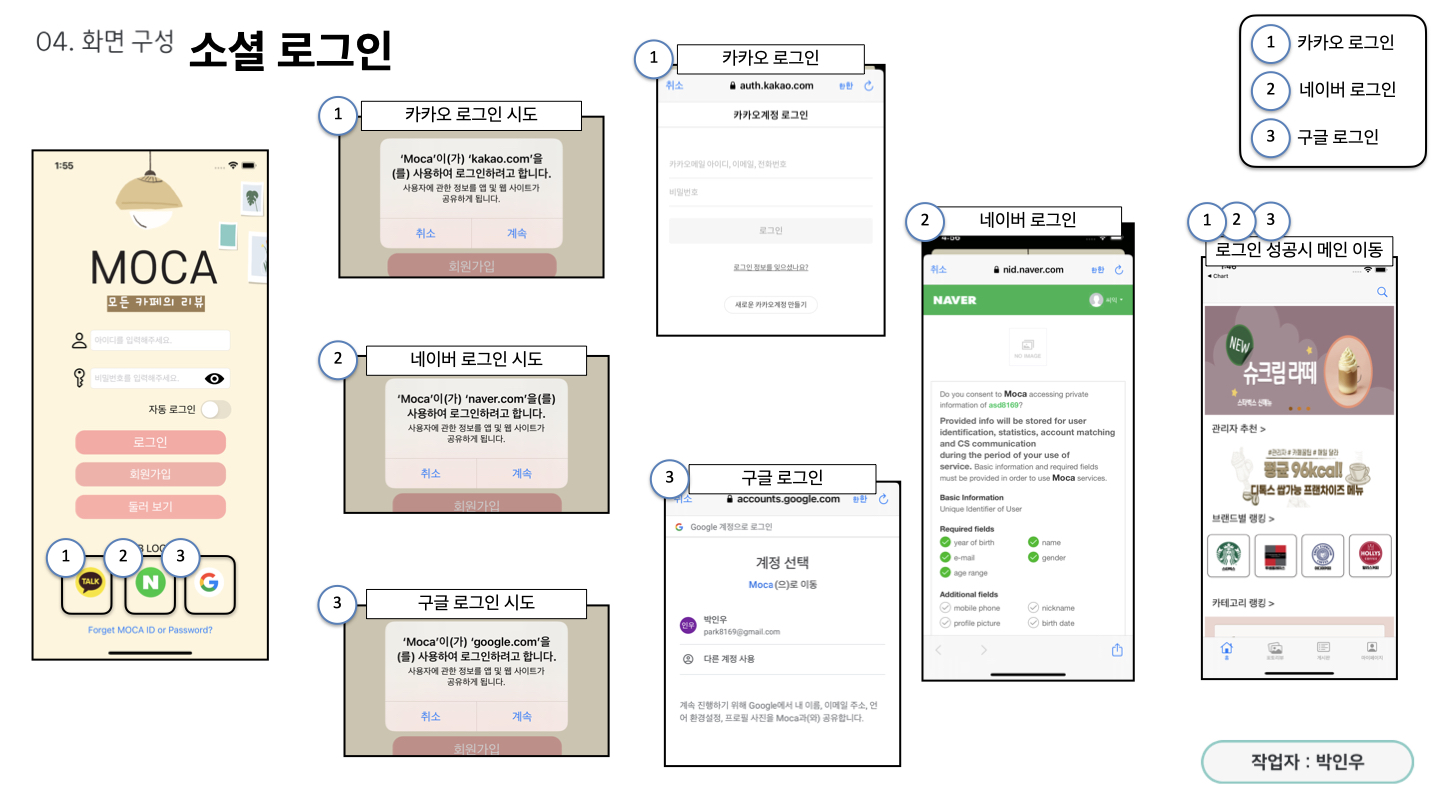 04. 화면 구성 소셜 로그인
1 카카오 로그인
2 네이버 로그인
3 구글 로그인
1:55
MOCA
모든 카페의 리뷰
아이디를 입력해주세요.
비밀번호를 입력해주세요.
자동 로그인
로그인
회원가입
둘러 보기
1 2 3
TALK N G
Forget MOCA ID or Password?
1 카카오 로그인 시도
‘Moca’이(가) ‘kakao.com’을
(를) 사용하여 로그인하려고 합니다.
사용자에 관한 정보를 앱 및 웹 사이트가
공유하게 됩니다.
취소 계속
회원가입
2 네이버 로그인 시도
‘Moca’이(가) ‘naver.com’을(를)
사용하여 로그인하려고 합니다.
사용자에 관한 정보를 앱 및 웹 사이트가
공유하게 됩니다.
취소 계속
회원가입
3 구글 로그인 시도
‘Moca’이(가) ‘google.com’을
(를) 사용하여 로그인하려고 합니다.
사용자에 관한 정보를 앱 및 웹 사이트가
공유하게 됩니다.
취소 계속
회원가입
1 카카오 로그인
취소 auth.kakao.com
카카오계정 로그인
카카오메일 아이디, 이메일, 전화번호
비밀번호
로그인
로그인 정보를 잊으셨나요?
새로운 카카오계정 만들기
3 구글 로그인
취소 accounts.google.com
G Google 계정으로 로그인
계정 선택
Moca(으)로 이동
인우 박인우
park8169@gmail.com
다른 계정 사용
계속 진행하기 위해 Google에서 내 이름, 이메일 주소, 언
어 환경설정, 프로필 사진을 Moca과(와) 공유합니다.
2 네이버 로그인
4:56
취소 nid.naver.com
NAVER
NO IMAGE
Do you consent to Moca accessing private
information of asd8169?
Provided info will be stored for user
identification, statistics, account matching
and CS communication
during the period of your use of
service. Basic information and required fields
must be provided in order to use Moca services.
Basic Information
Unique Identifier of User
Required fields
year of birth name
e-mail gender
age range
Additional fields
mobile phone nickname
profile picture birth date
1 2 3
로그인 성공시 메인 이동
Chart
NEW
슈크림 라떼
스타벅스 신메뉴
관리자 추천 >
평균 96kcal!
디톡스 쌉가능 프랜차이즈 메뉴
브랜드별 랭킹 >
HOLLYS
카테고리 랭킹 >
홈
작업자 : 박인우